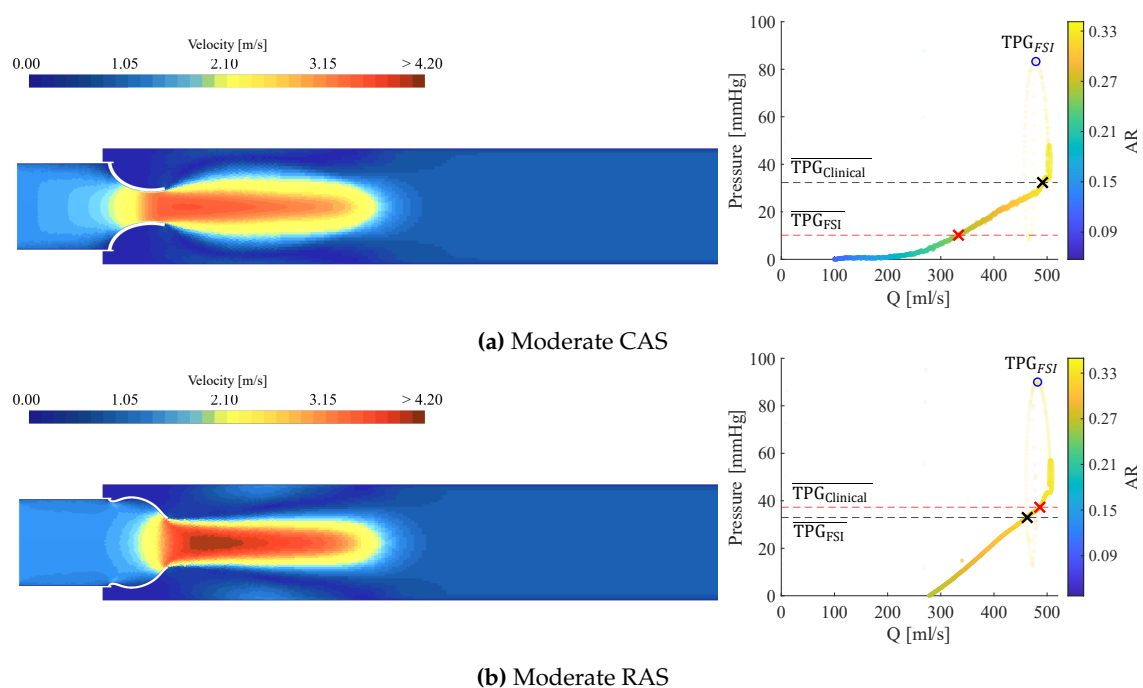 Velocity [m/s]
0.00 1.05 2.10 3.15 > 4.20
100
80
60
40
20
0
Pressure [mmHg]
TPG_FSI
TPG_Clinical
TPG_FSI
0 100 200 300 400 500
Q [ml/s]
0.33
0.27
0.21
0.15
0.09
AR
(a) Moderate CAS
Velocity [m/s]
0.00 1.05 2.10 3.15 > 4.20
100
80
60
40
20
0
Pressure [mmHg]
TPG_FSI
TPG_Clinical
TPG_FSI
0 100 200 300 400 500
Q [ml/s]
0.33
0.27
0.21
0.15
0.09
AR
(b) Moderate RAS